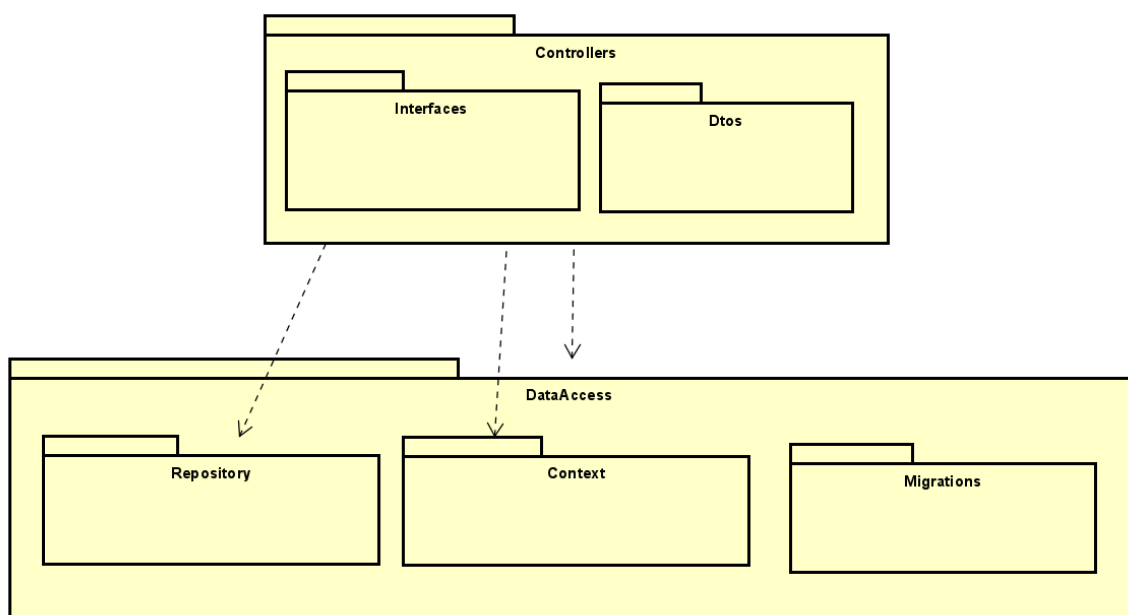 Controllers
Interfaces
Dtos
DataAccess
Repository
Context
Migrations